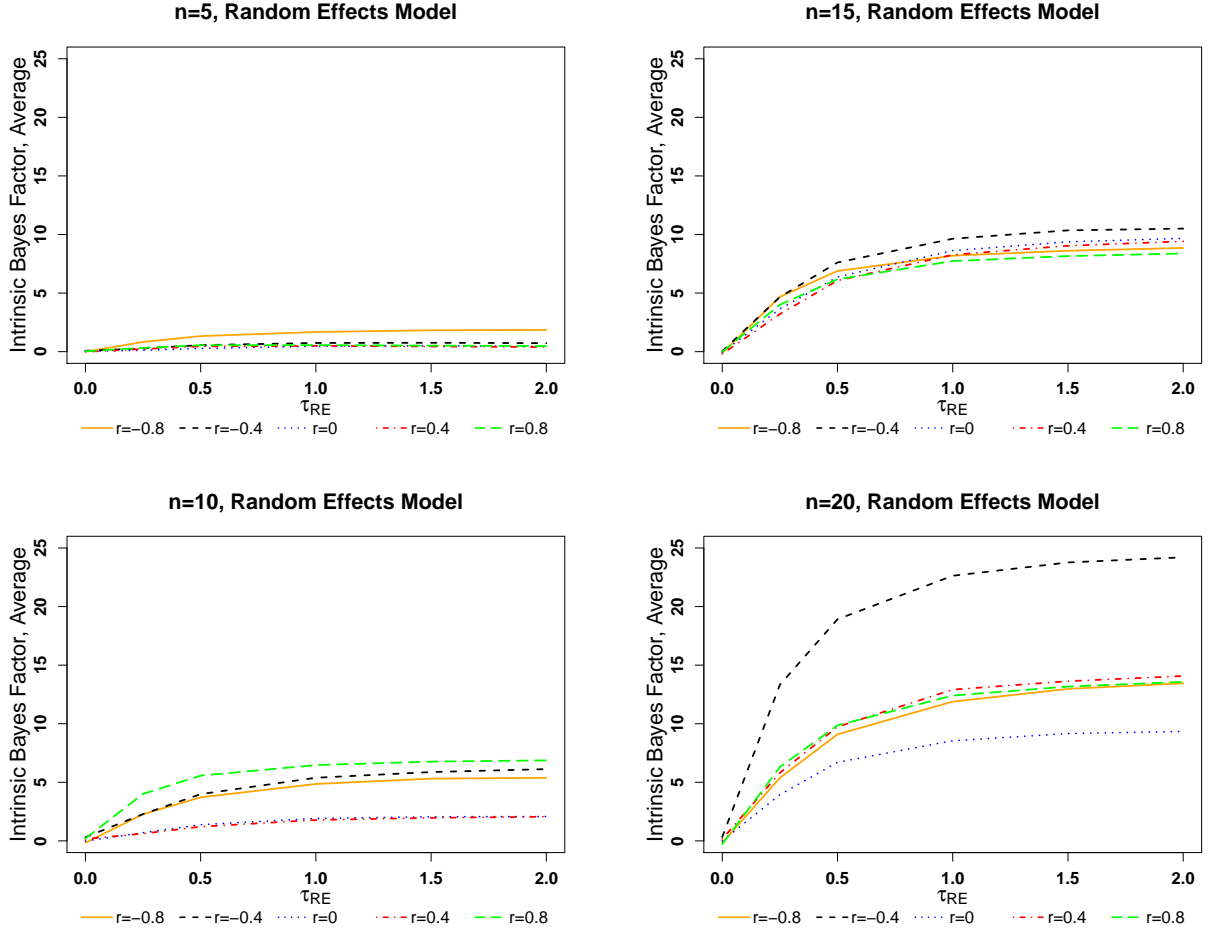 n=5, Random Effects Model
Intrinsic Bayes Factor, Average
25
20
15
10
5
0
0.0 0.5 1.0 1.5 2.0
τRE
r=−0.8 r=−0.4 r=0 r=0.4 r=0.8
n=15, Random Effects Model
Intrinsic Bayes Factor, Average
25
20
15
10
5
0
0.0 0.5 1.0 1.5 2.0
τRE
r=−0.8 r=−0.4 r=0 r=0.4 r=0.8
n=10, Random Effects Model
Intrinsic Bayes Factor, Average
25
20
15
10
5
0
0.0 0.5 1.0 1.5 2.0
τRE
r=−0.8 r=−0.4 r=0 r=0.4 r=0.8
n=20, Random Effects Model
Intrinsic Bayes Factor, Average
25
20
15
10
5
0
0.0 0.5 1.0 1.5 2.0
τRE
r=−0.8 r=−0.4 r=0 r=0.4 r=0.8